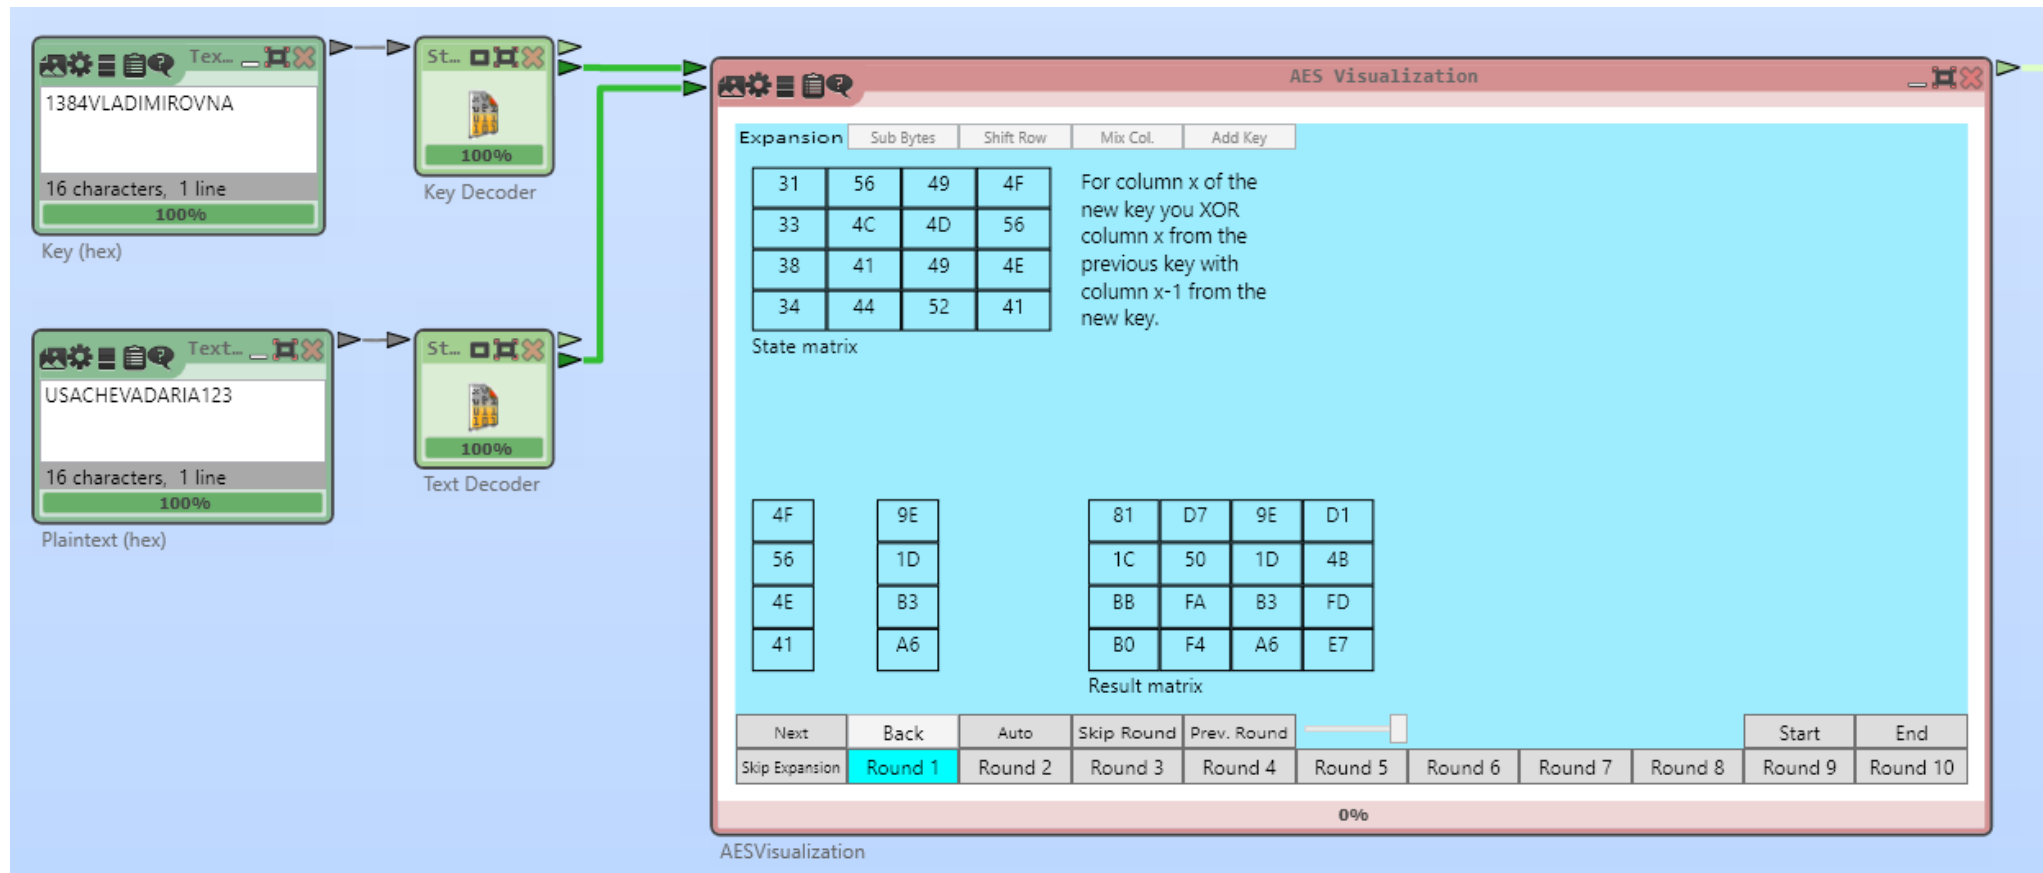 Tex...
1384VLADIMIROVNA
16 characters, 1 line
100%
Key (hex)
St...
100%
Key Decoder
Text...
USACHEVADARIA123
16 characters, 1 line
100%
Plaintext (hex)
St...
100%
Text Decoder
AES Visualization
Expansion Sub Bytes Shift Row Mix Col. Add Key
31 56 49 4F
33 4C 4D 56
38 41 49 4E
34 44 52 41
State matrix
For column x of the
new key you XOR
column x from the
previous key with
column x-1 from the
new key.
4F 9E 81 D7 9E D1
56 1D 1C 50 1D 4B
4E B3 BB FA B3 FD
41 A6 B0 F4 A6 E7
Result matrix
Next Back Auto Skip Round Prev. Round Start End
Skip Expansion Round 1 Round 2 Round 3 Round 4 Round 5 Round 6 Round 7 Round 8 Round 9 Round 10
0%
AESVisualization